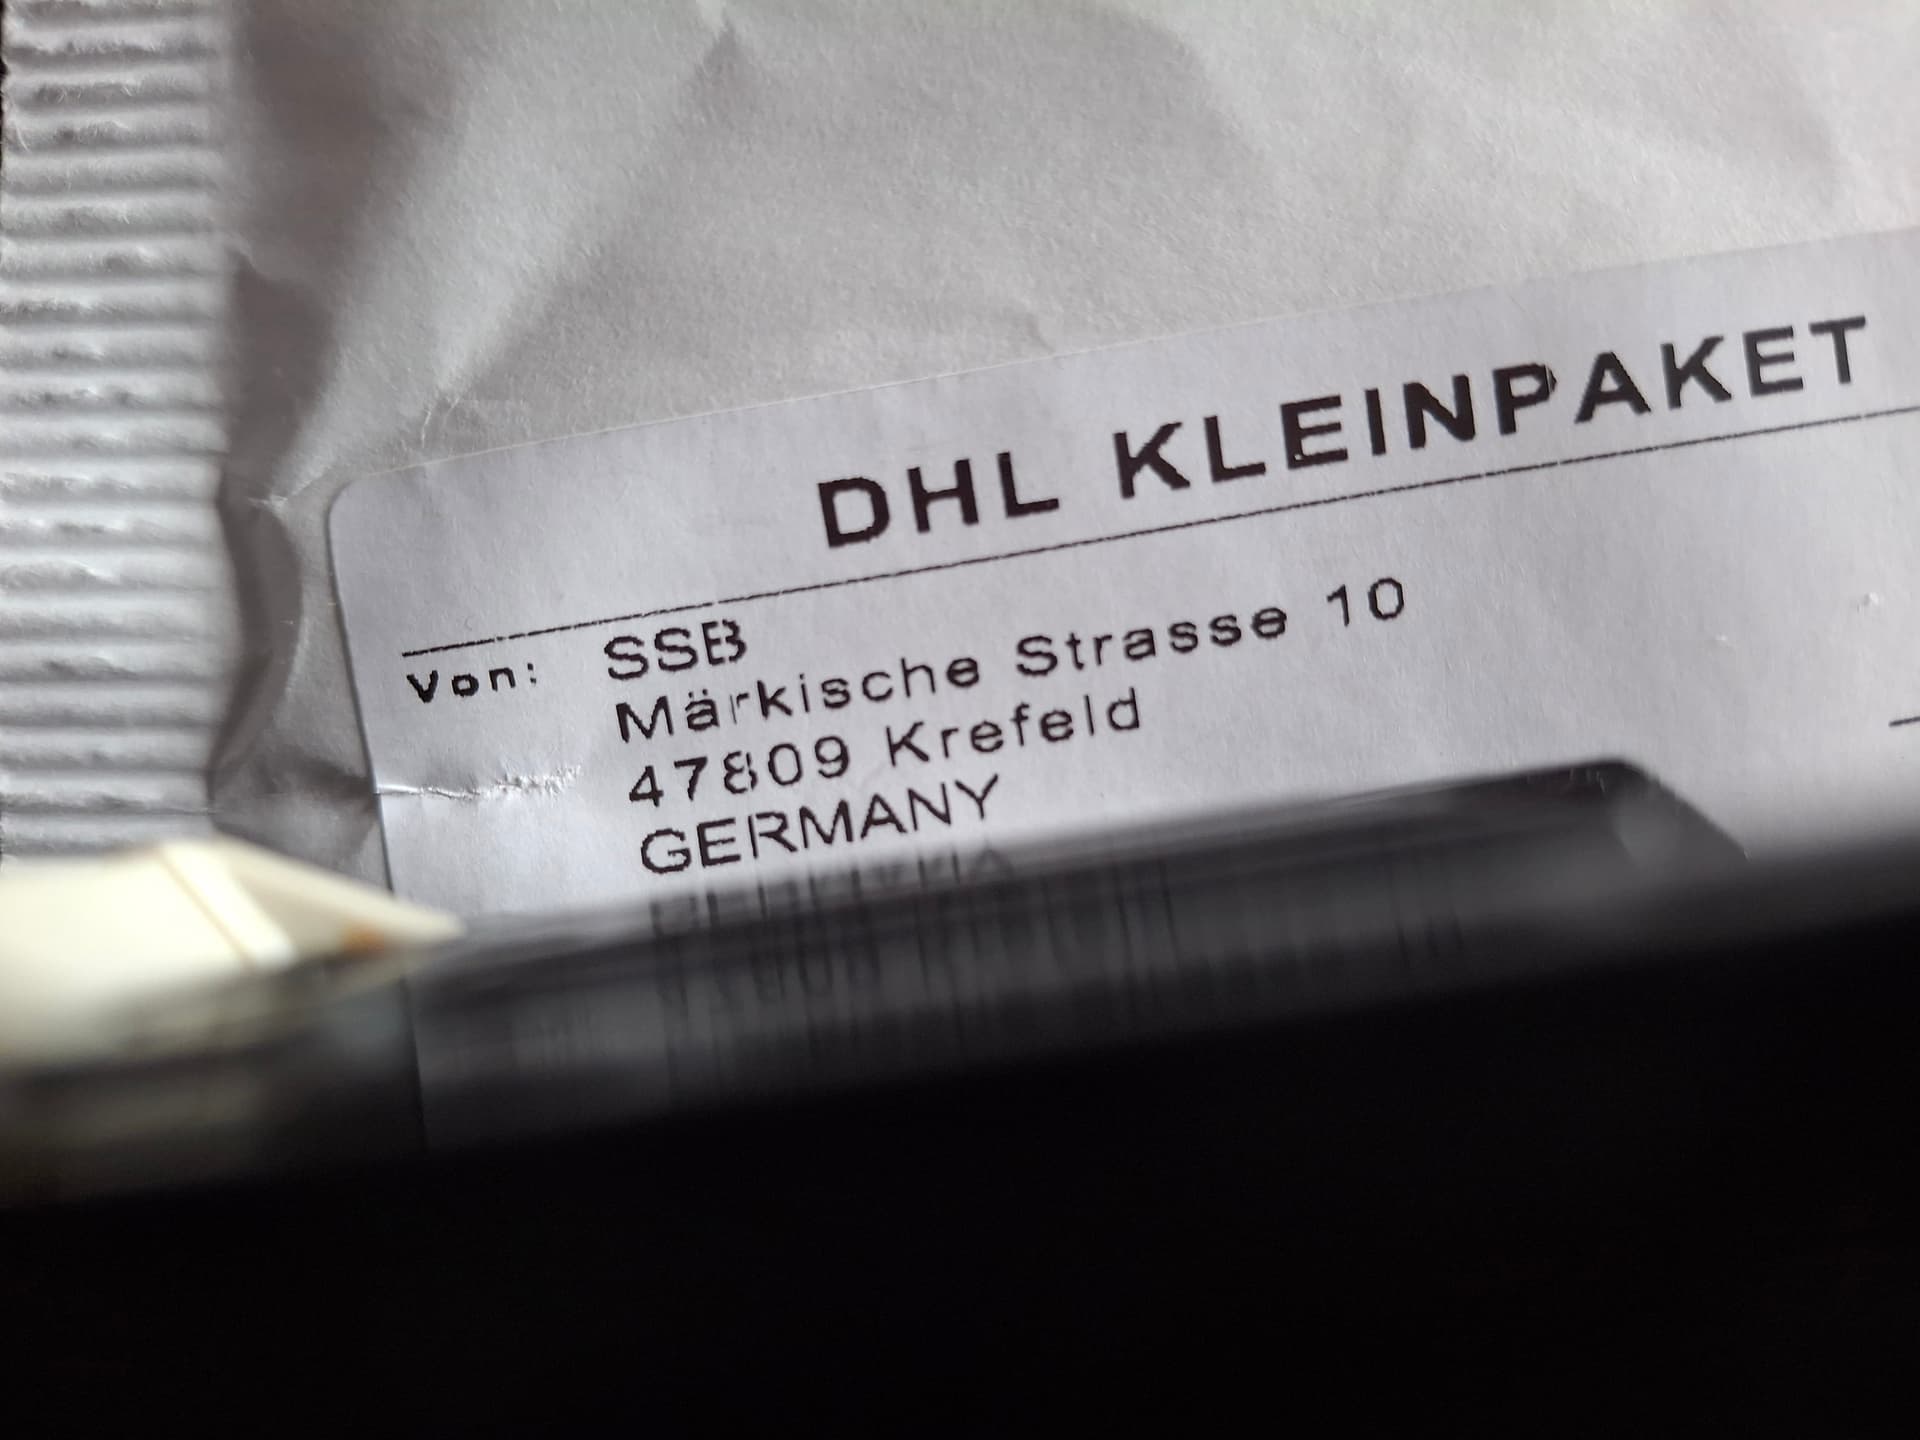 DHL KLEINPAKET
Von: SSB
Märkische Strasse 10
47809 Krefeld
GERMANY